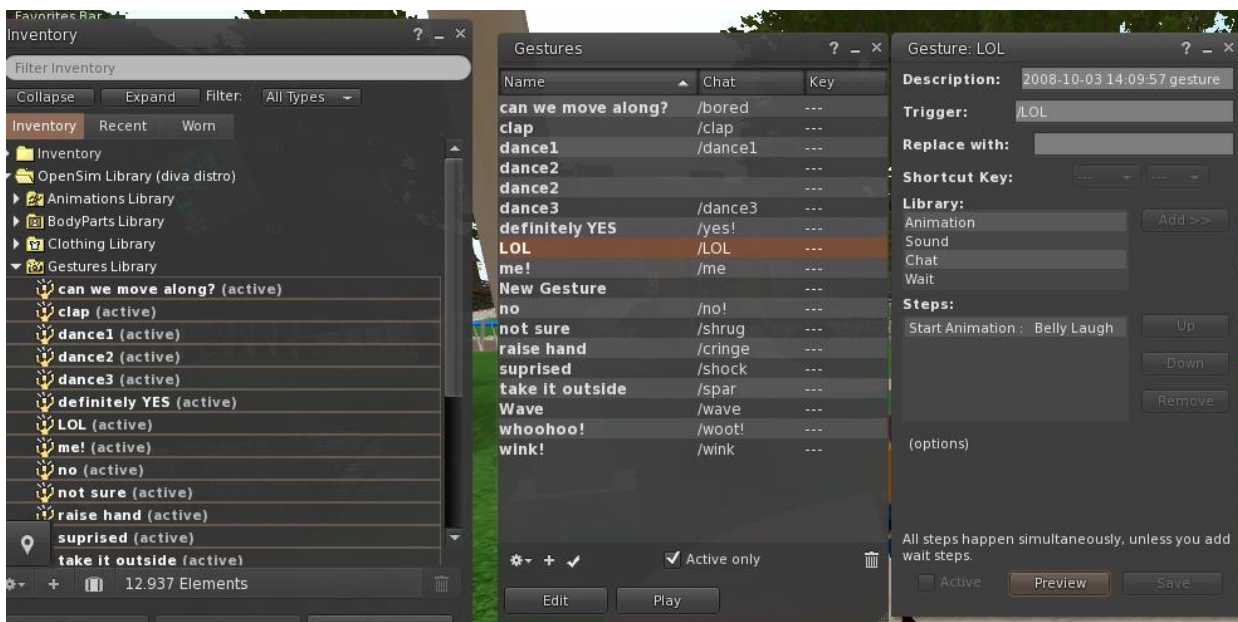 Favorites Bar
Inventory ? _ ×
Filter Inventory
Collapse Expand Filter: All Types
Inventory Recent Worn
Inventory
OpenSim Library (diva distro)
Animations Library
BodyParts Library
Clothing Library
Gestures Library
can we move along? (active)
clap (active)
dance1 (active)
dance2 (active)
dance3 (active)
definitely YES (active)
LOL (active)
me! (active)
no (active)
not sure (active)
raise hand (active)
suprised (active)
take it outside (active)
12.937 Elements
Gestures ? _ ×
Name Chat Key
can we move along? /bored ---
clap /clap ---
dance1 /dance1 ---
dance2 ---
dance2 ---
dance3 /dance3 ---
definitely YES /yes! ---
LOL /LOL ---
me! /me ---
New Gesture ---
no /no! ---
not sure /shrug ---
raise hand /cringe ---
suprised /shock ---
take it outside /spar ---
Wave /wave ---
whoohoo! /woot! ---
wink! /wink ---
Active only
Edit Play
Gesture: LOL ? _ ×
Description: 2008-10-03 14:09:57 gesture
Trigger: /LOL
Replace with:
Shortcut Key: --- ---
Library:
Animation Add >>
Sound
Chat
Wait
Steps:
Start Animation : Belly Laugh Up
Down
Remove
(options)
All steps happen simultaneously, unless you add
wait steps.
Active Preview Save